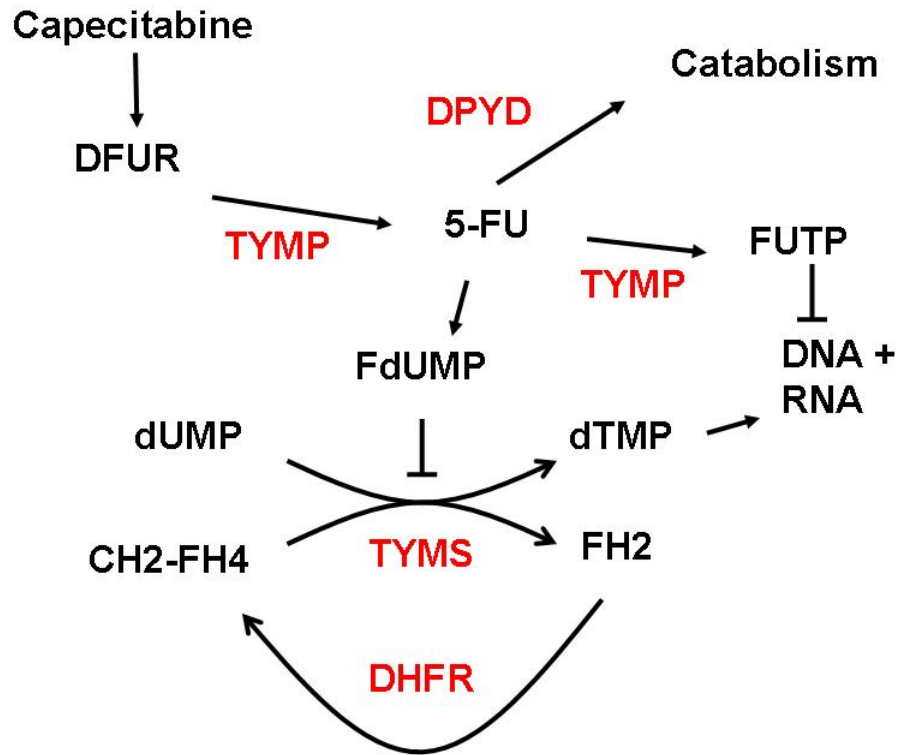 Capecitabine
Catabolism
DPYD
DFUR
5-FU
TYMP
FUTP
TYMP
DNA +
RNA
FdUMP
dUMP
dTMP
CH2-FH4
TYMS
FH2
DHFR